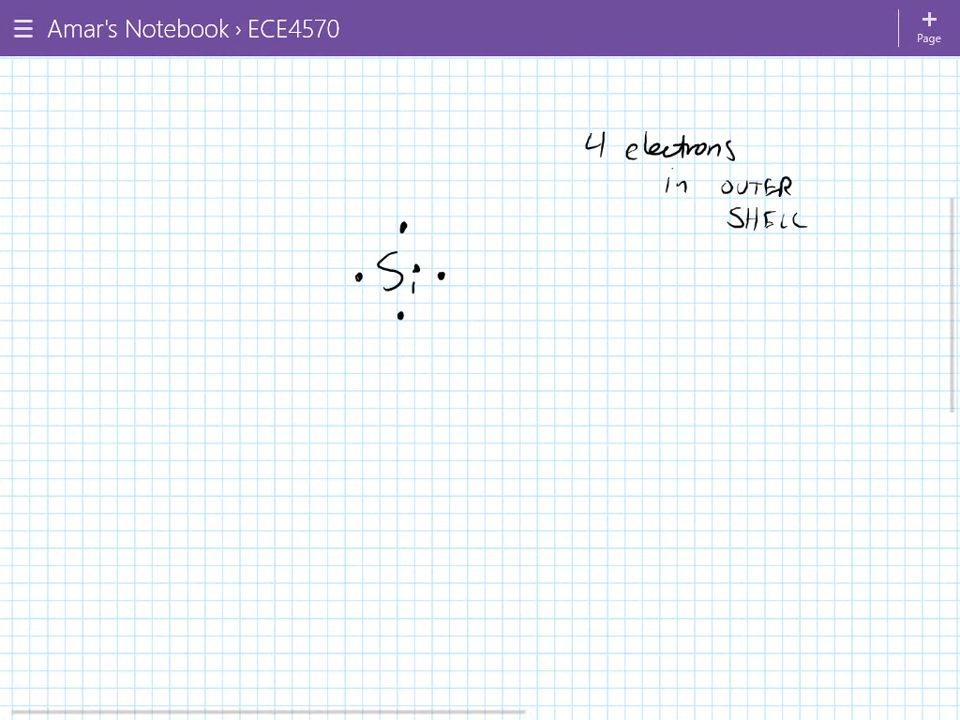 Amar's Notebook › ECE4570
+
Page
4 electrons
in OUTER
SHELL
Si